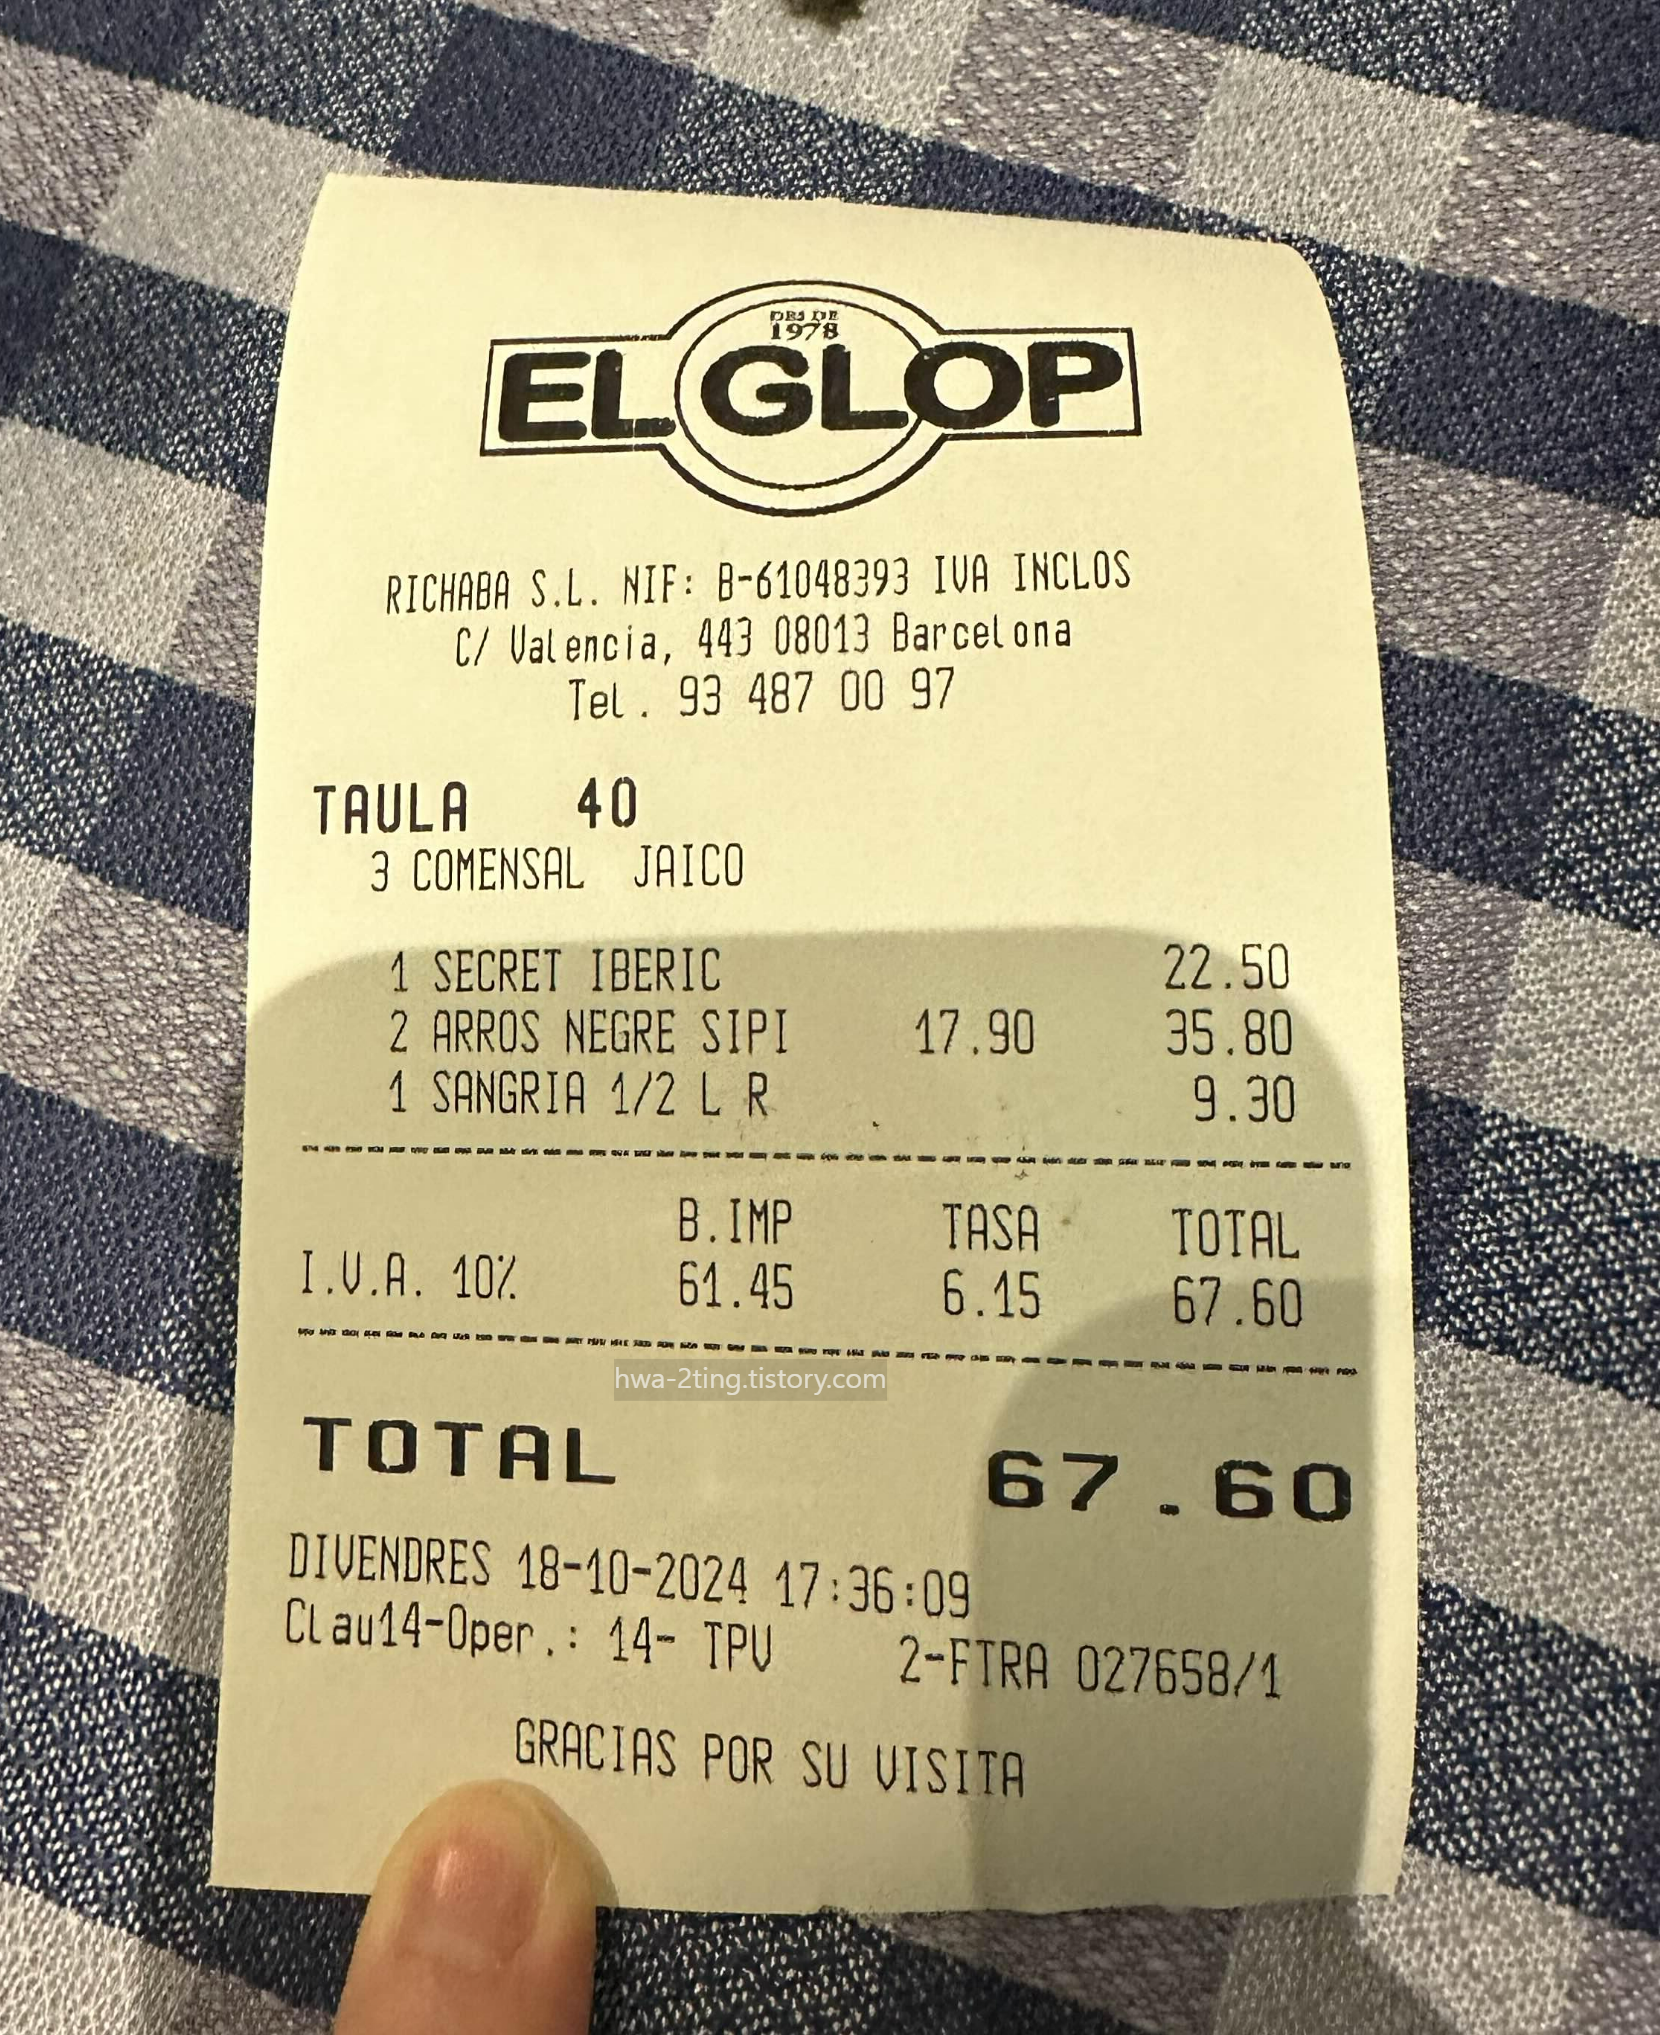 DESDE
1978
EL GLOP
RICHABA S.L. NIF: B-61048393 IVA INCLOS
C/ Valencia, 443 08013 Barcelona
Tel. 93 487 00 97
TAULA 40
3 COMENSAL JAICO
1 SECRET IBERIC 22.50
2 ARROS NEGRE SIPI 17.90 35.80
1 SANGRIA 1/2 L R 9.30
B.IMP TASA TOTAL
I.V.A. 10% 61.45 6.15 67.60
hwa-2ting.tistory.com
TOTAL 67.60
DIVENDRES 18-10-2024 17:36:09
Clau14-Oper.: 14- TPV 2-FTRA 027658/1
GRACIAS POR SU VISITA